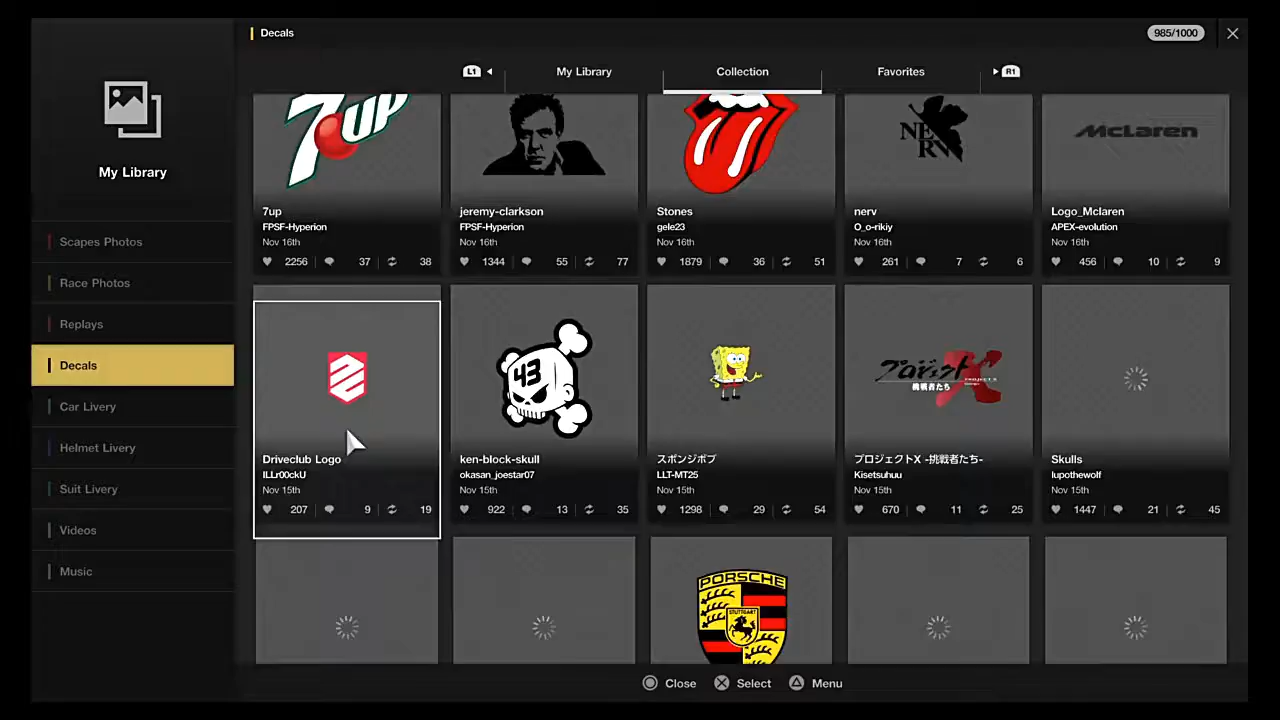 Decals
985/1000
My Library
L1
My Library
Collection
Favorites
R1
Scapes Photos
Race Photos
Replays
Decals
Car Livery
Helmet Livery
Suit Livery
Videos
Music
7UP
7up
FPSF-Hyperion
Nov 16th
2256 37 38
jeremy-clarkson
FPSF-Hyperion
Nov 16th
1344 55 77
Stones
gele23
Nov 16th
1879 36 51
NERV
nerv
O_o-rikiy
Nov 16th
261 7 6
McLaren
Logo_Mclaren
APEX-evolution
Nov 16th
456 10 9
Driveclub Logo
ILLr00ckU
Nov 15th
207 9 19
43
ken-block-skull
okasan_joestar07
Nov 15th
922 13 35
スポンジボブ
LLT-MT25
Nov 15th
1298 29 54
プロジェクトX
挑戦者たち
プロジェクトX -挑戦者たち-
Kisetsuhuu
Nov 15th
670 11 25
Skulls
lupothewolf
Nov 15th
1447 21 45
PORSCHE
STUTTGART
Close
Select
Menu